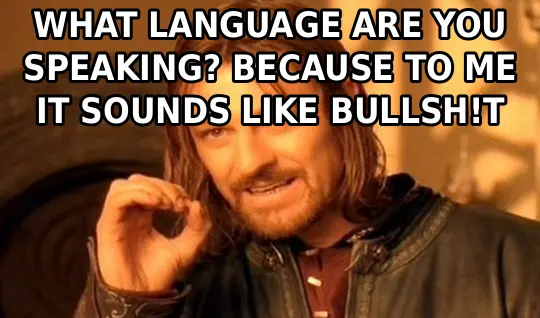 WHAT LANGUAGE ARE YOU
SPEAKING? BECAUSE TO ME
IT SOUNDS LIKE BULLSH!T